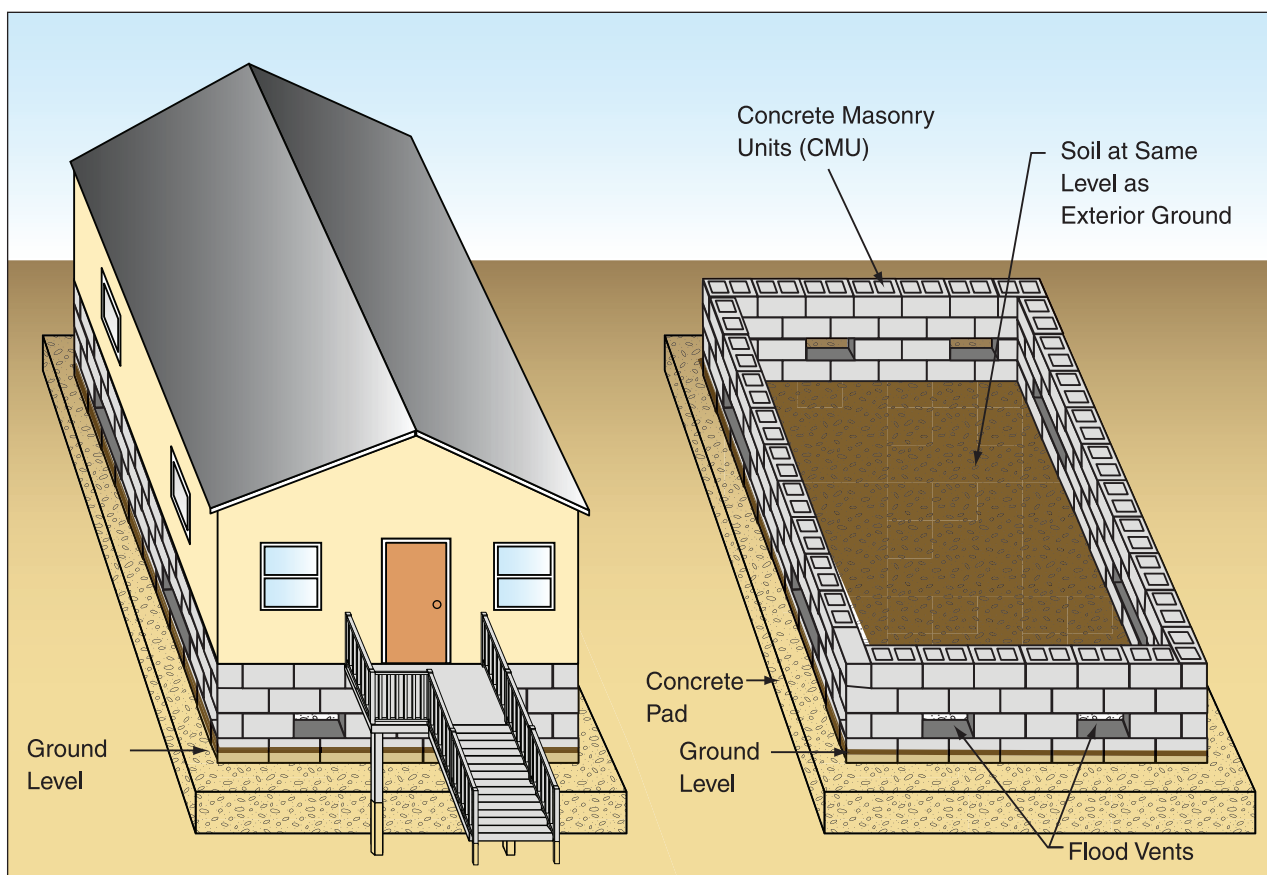 Concrete Masonry
Units (CMU)
Soil at Same
Level as
Exterior Ground
Concrete
Pad
Ground
Level
Ground
Level
Flood Vents